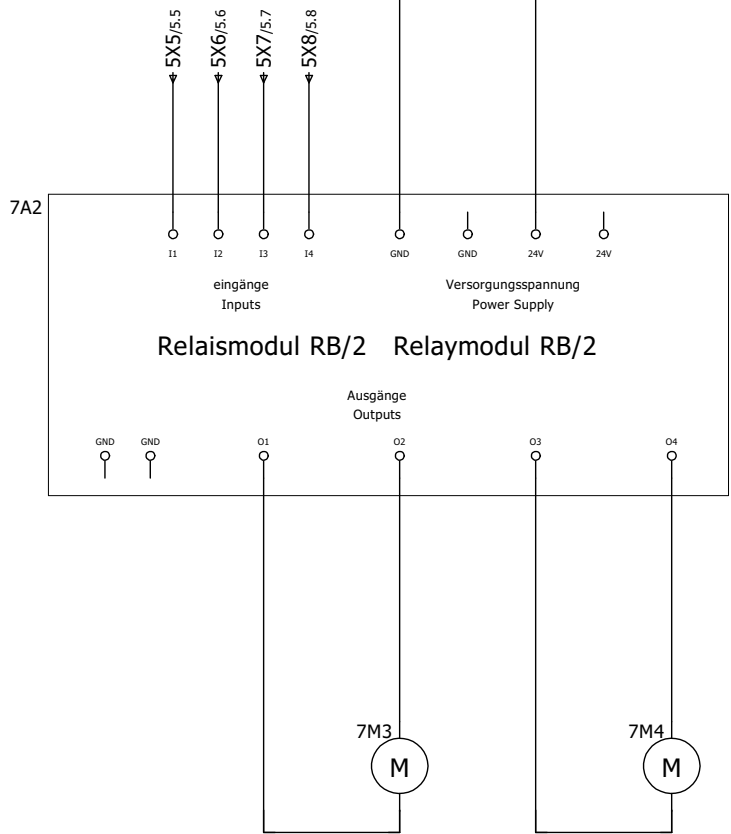 5X5/5.5
5X6/5.6
5X7/5.7
5X8/5.8
7A2
I1 I2 I3 I4 GND GND 24V 24V
eingänge Versorgungsspannung
Inputs Power Supply
Relaismodul RB/2 Relaymodul RB/2
Ausgänge
Outputs
GND GND O1 O2 O3 O4
7M3 7M4
M M